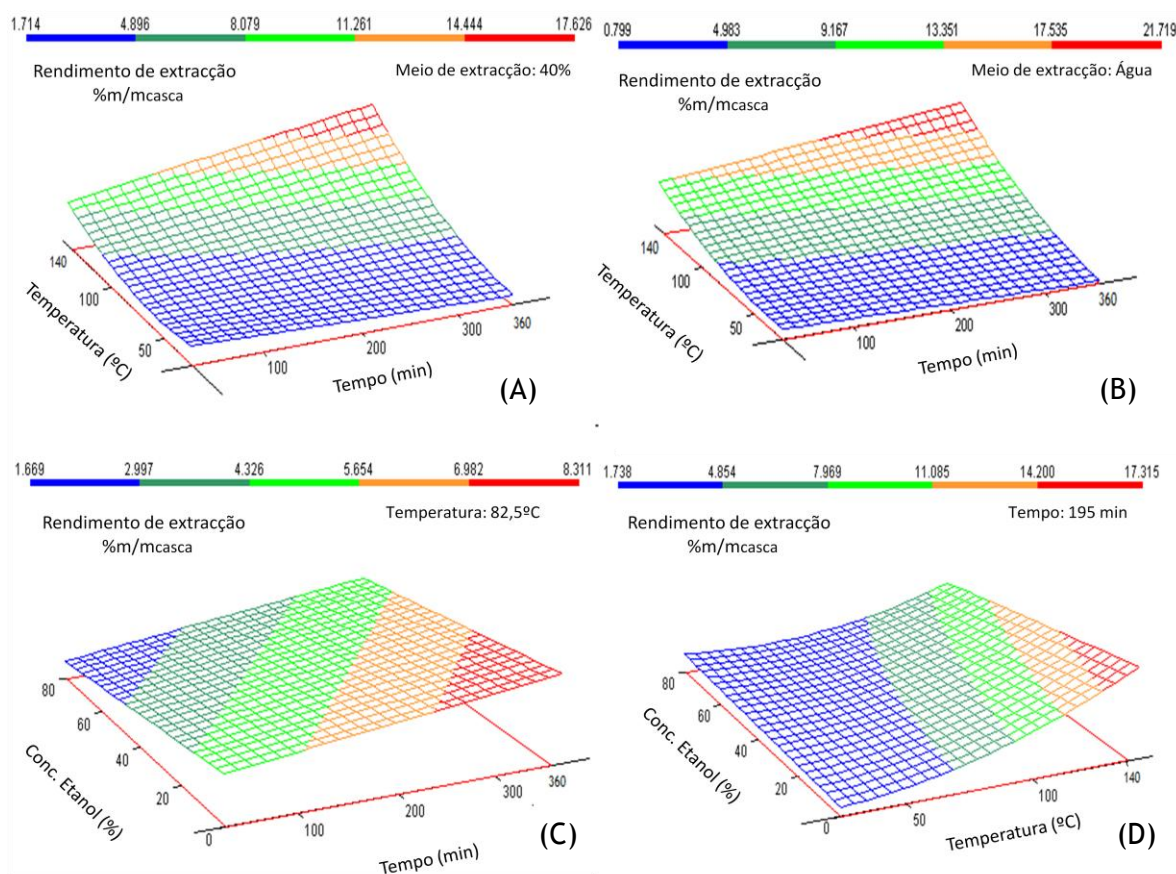 1.714 4.896 8.079 11.261 14.444 17.626
Rendimento de extracção
%m/mcasca
Meio de extracção: 40%
140
100
50
Temperatura (ºC)
100
200
300
360
Tempo (min)
(A)
0.799 4.983 9.167 13.351 17.535 21.719
Rendimento de extracção
%m/mcasca
Meio de extracção: Água
140
100
50
Temperatura (ºC)
100
200
300
360
Tempo (min)
(B)
1.669 2.997 4.326 5.654 6.982 8.311
Rendimento de extracção
%m/mcasca
Temperatura: 82,5ºC
80
60
40
20
0
Conc. Etanol (%)
100
200
300
360
Tempo (min)
(C)
1.738 4.854 7.969 11.085 14.200 17.315
Rendimento de extracção
%m/mcasca
Tempo: 195 min
80
60
40
20
0
Conc. Etanol (%)
50
100
140
Temperatura (ºC)
(D)